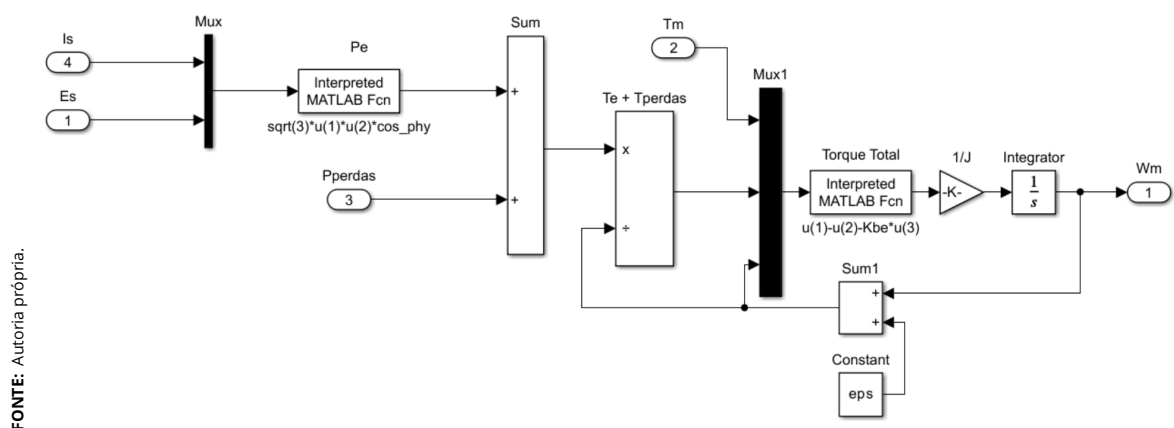 Mux
Sum
Is
4
Es
1
Pe
Interpreted
MATLAB Fcn
sqrt(3)*u(1)*u(2)*cos_phy
+
Pperdas
3
+
Tm
2
Mux1
Te + Tperdas
x
÷
Torque Total
Interpreted
MATLAB Fcn
u(1)-u(2)-Kbe*u(3)
1/J
-K-
Integrator
1
s
Wm
1
Sum1
+
+
Constant
eps
FONTE: Autoria própria.